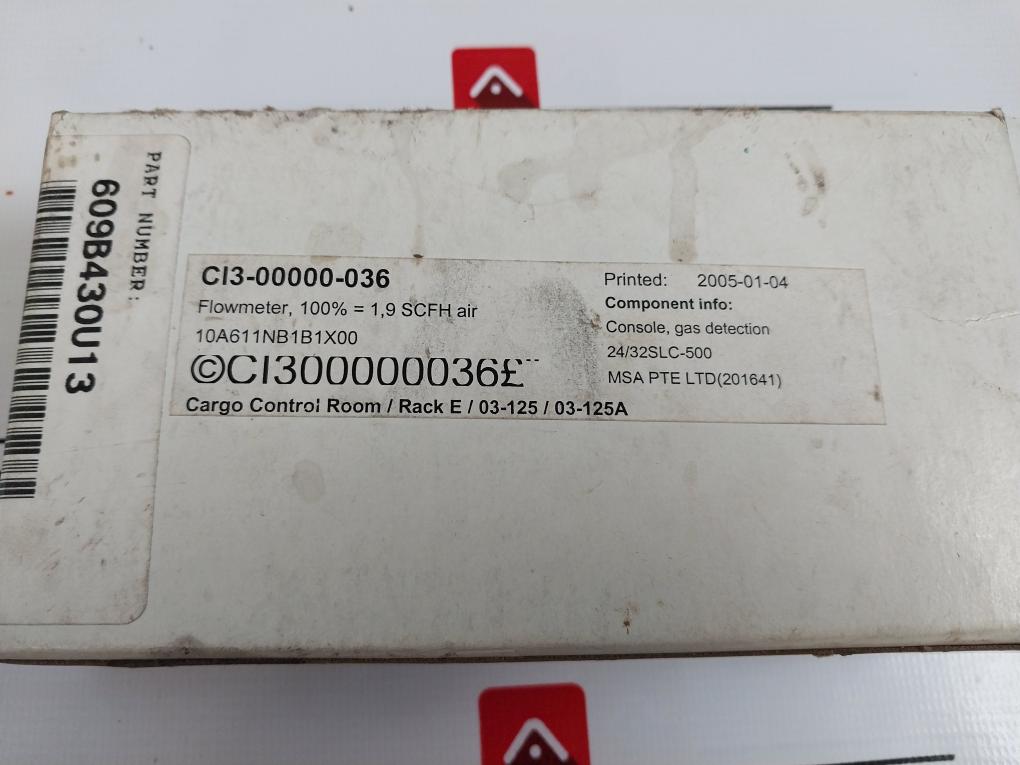 PART NUMBER:
609B430U13
CI3-00000-036
Flowmeter, 100% = 1,9 SCFH air
10A611NB1B1X00
©CI300000036£¨
Cargo Control Room / Rack E / 03-125 / 03-125A
Printed: 2005-01-04
Component info:
Console, gas detection
24/32SLC-500
MSA PTE LTD(201641)